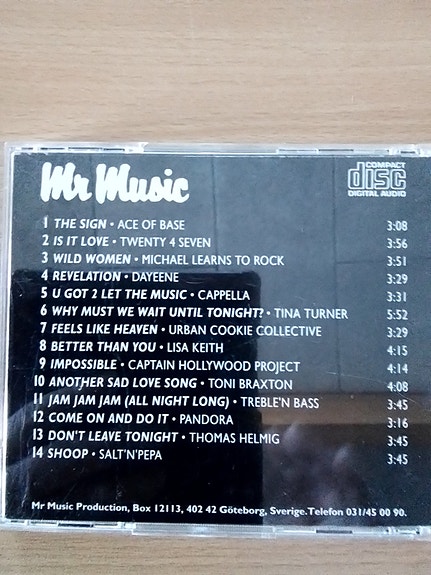 Mr Music
COMPACT
disc
DIGITAL AUDIO
1 THE SIGN • ACE OF BASE 3:08
2 IS IT LOVE • TWENTY 4 SEVEN 3:56
3 WILD WOMEN • MICHAEL LEARNS TO ROCK 3:51
4 REVELATION • DAYEENE 3:29
5 U GOT 2 LET THE MUSIC • CAPPELLA 3:31
6 WHY MUST WE WAIT UNTIL TONIGHT? • TINA TURNER 5:52
7 FEELS LIKE HEAVEN • URBAN COOKIE COLLECTIVE 3:29
8 BETTER THAN YOU • LISA KEITH 4:15
9 IMPOSSIBLE • CAPTAIN HOLLYWOOD PROJECT 4:14
10 ANOTHER SAD LOVE SONG • TONI BRAXTON 4:08
11 JAM JAM JAM (ALL NIGHT LONG) • TREBLE'N BASS 3:45
12 COME ON AND DO IT • PANDORA 3:16
13 DON'T LEAVE TONIGHT • THOMAS HELMIG 3:45
14 SHOOP • SALT'N'PEPA 3:45
Mr Music Production, Box 12113, 402 42 Göteborg, Sverige.Telefon 031/45 00 90.